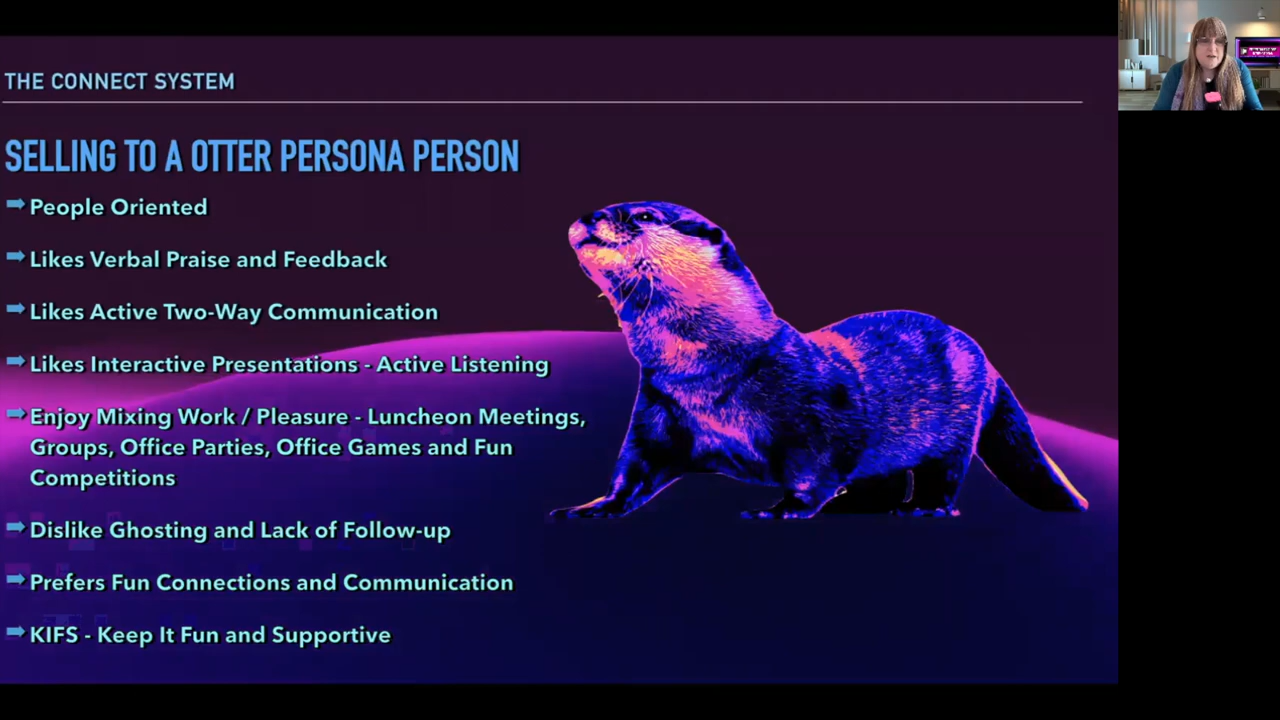 THE CONNECT SYSTEM
SELLING TO A OTTER PERSONA PERSON
➡ People Oriented
➡ Likes Verbal Praise and Feedback
➡ Likes Active Two-Way Communication
➡ Likes Interactive Presentations - Active Listening
➡ Enjoy Mixing Work / Pleasure - Luncheon Meetings,
Groups, Office Parties, Office Games and Fun
Competitions
➡ Dislike Ghosting and Lack of Follow-up
➡ Prefers Fun Connections and Communication
➡ KIFS - Keep It Fun and Supportive